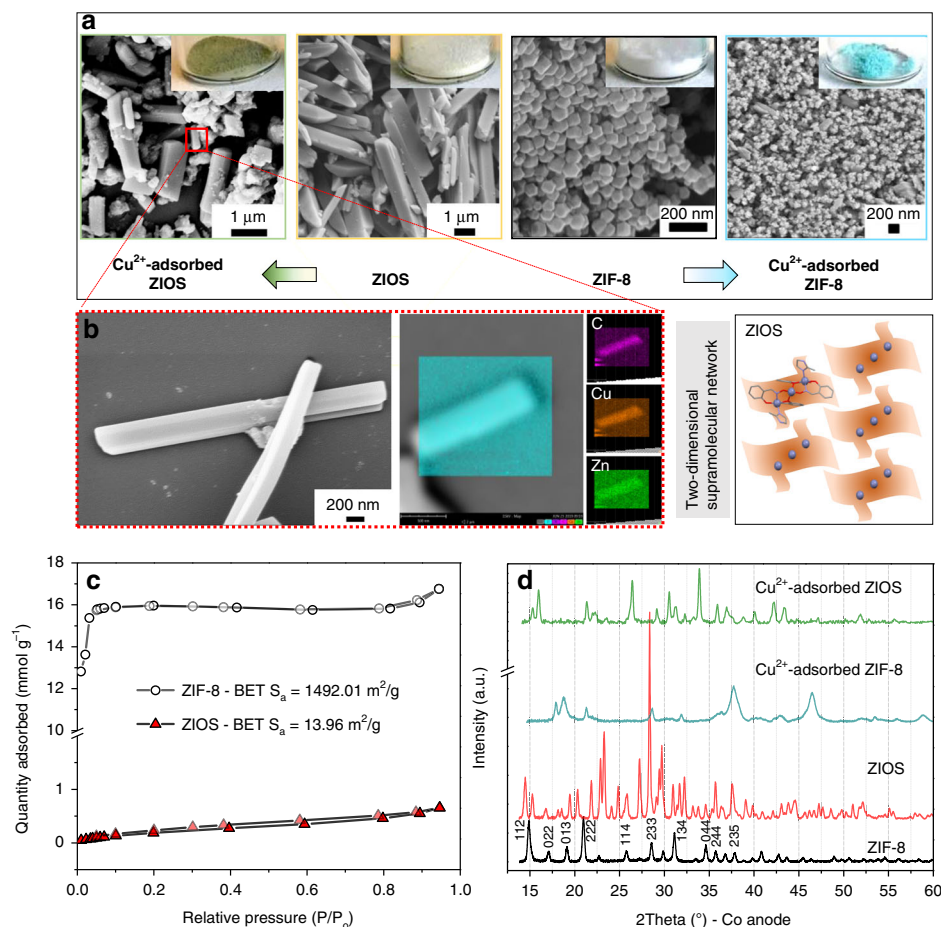 a
1 μm
1 μm
200 nm
200 nm
Cu²⁺-adsorbed
ZIOS
ZIOS
ZIF-8
Cu²⁺-adsorbed
ZIF-8
b
200 nm
C
Cu
Zn
Two-dimensional
supramolecular network
ZIOS
c
18
16
14
12
10
1
0
Quantity adsorbed (mmol g⁻¹)
ZIF-8 - BET Sₐ = 1492.01 m²/g
ZIOS - BET Sₐ = 13.96 m²/g
0.0 0.2 0.4 0.6 0.8 1.0
Relative pressure (P/Pₒ)
d
Intensity (a.u.)
Cu²⁺-adsorbed ZIOS
Cu²⁺-adsorbed ZIF-8
ZIOS
ZIF-8
112 022 013 222 114 233 134 044 244 235
15 20 25 30 35 40 45 50 55 60
2Theta (°) - Co anode